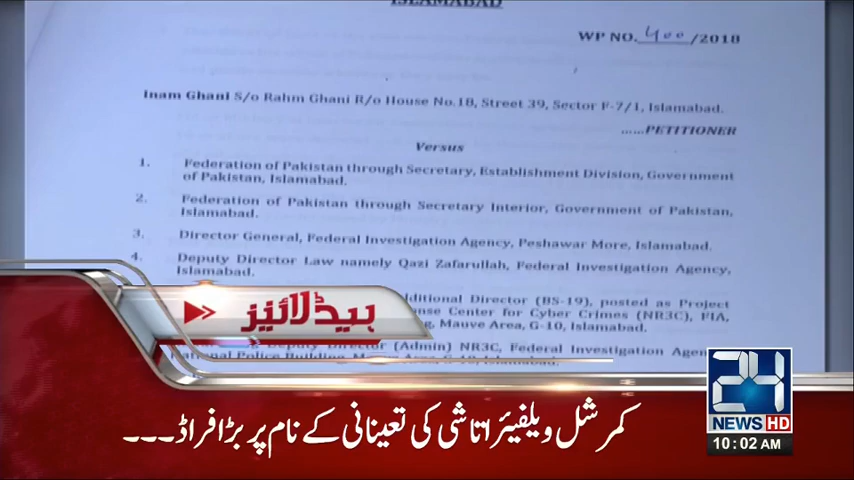 ISLAMABAD
WP NO. 400/2018
Inam Ghani S/o Rahm Ghani R/o House No.18, Street 39, Sector F-7/1, Islamabad.
......PETITIONER
Versus
1. Federation of Pakistan through Secretary, Establishment Division, Government
of Pakistan, Islamabad.
2. Federation of Pakistan through Secretary Interior, Government of Pakistan,
Islamabad.
3. Director General, Federal Investigation Agency, Peshawar More, Islamabad.
4. Deputy Director Law namely Qazi Zafarullah, Federal Investigation Agency,
Islamabad.
Director (BS-19), posted as Project
Center for Cyber Crimes (NR3C), FIA,
Mauve Area, G-10, Islamabad.
Deputy Director (Admin) NR3C, Federal Investigation
National Police Building,
ہیڈلائنز
کمرشل ویلفیئر اتاشی کی تعیناتی کے نام پر بڑا فراڈ ۔۔۔
24
NEWS HD
10:02 AM